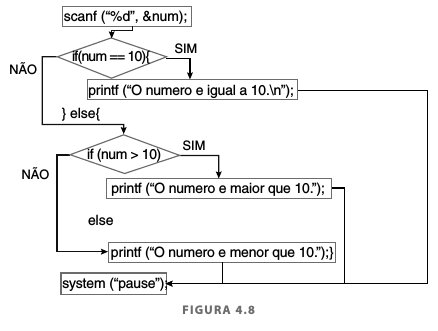 scanf (“%d”, &num);
if(num == 10){
SIM
NÃO
printf (“O numero e igual a 10.\n”);
} else{
if (num > 10)
SIM
NÃO
printf (“O numero e maior que 10.”);
else
printf (“O numero e menor que 10.”;}
system (“pause”);
FIGURA 4.8